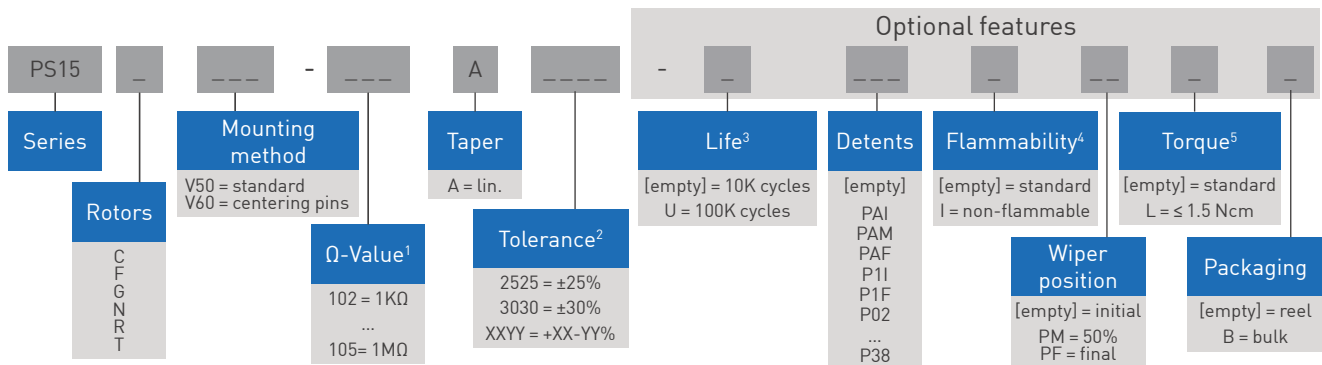 Optional features
PS15 _ _ _ _ - _ _ _ A _ _ _ _ - _ _ _ _ _ _ _ _ _
Series
Rotors
C
F
G
N
R
T
Mounting method
V50 = standard
V60 = centering pins
Ω-Value¹
102 = 1KΩ
...
105= 1MΩ
Taper
A = lin.
Tolerance²
2525 = ±25%
3030 = ±30%
XXYY = +XX-YY%
Life³
[empty] = 10K cycles
U = 100K cycles
Detents
[empty]
PAI
PAM
PAF
P1I
P1F
P02
...
P38
Flammability⁴
[empty] = standard
I = non-flammable
Wiper position
[empty] = initial
PM = 50%
PF = final
Torque⁵
[empty] = standard
L = ≤ 1.5 Ncm
Packaging
[empty] = reel
B = bulk